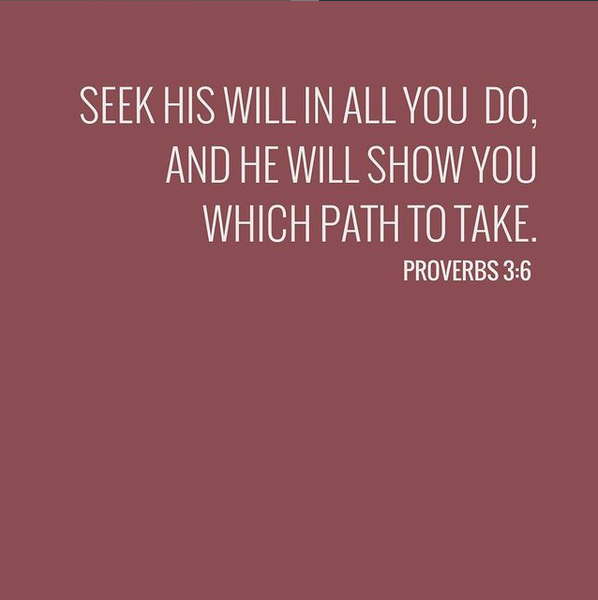 SEEK HIS WILL IN ALL YOU DO,
AND HE WILL SHOW YOU
WHICH PATH TO TAKE.
PROVERBS 3:6